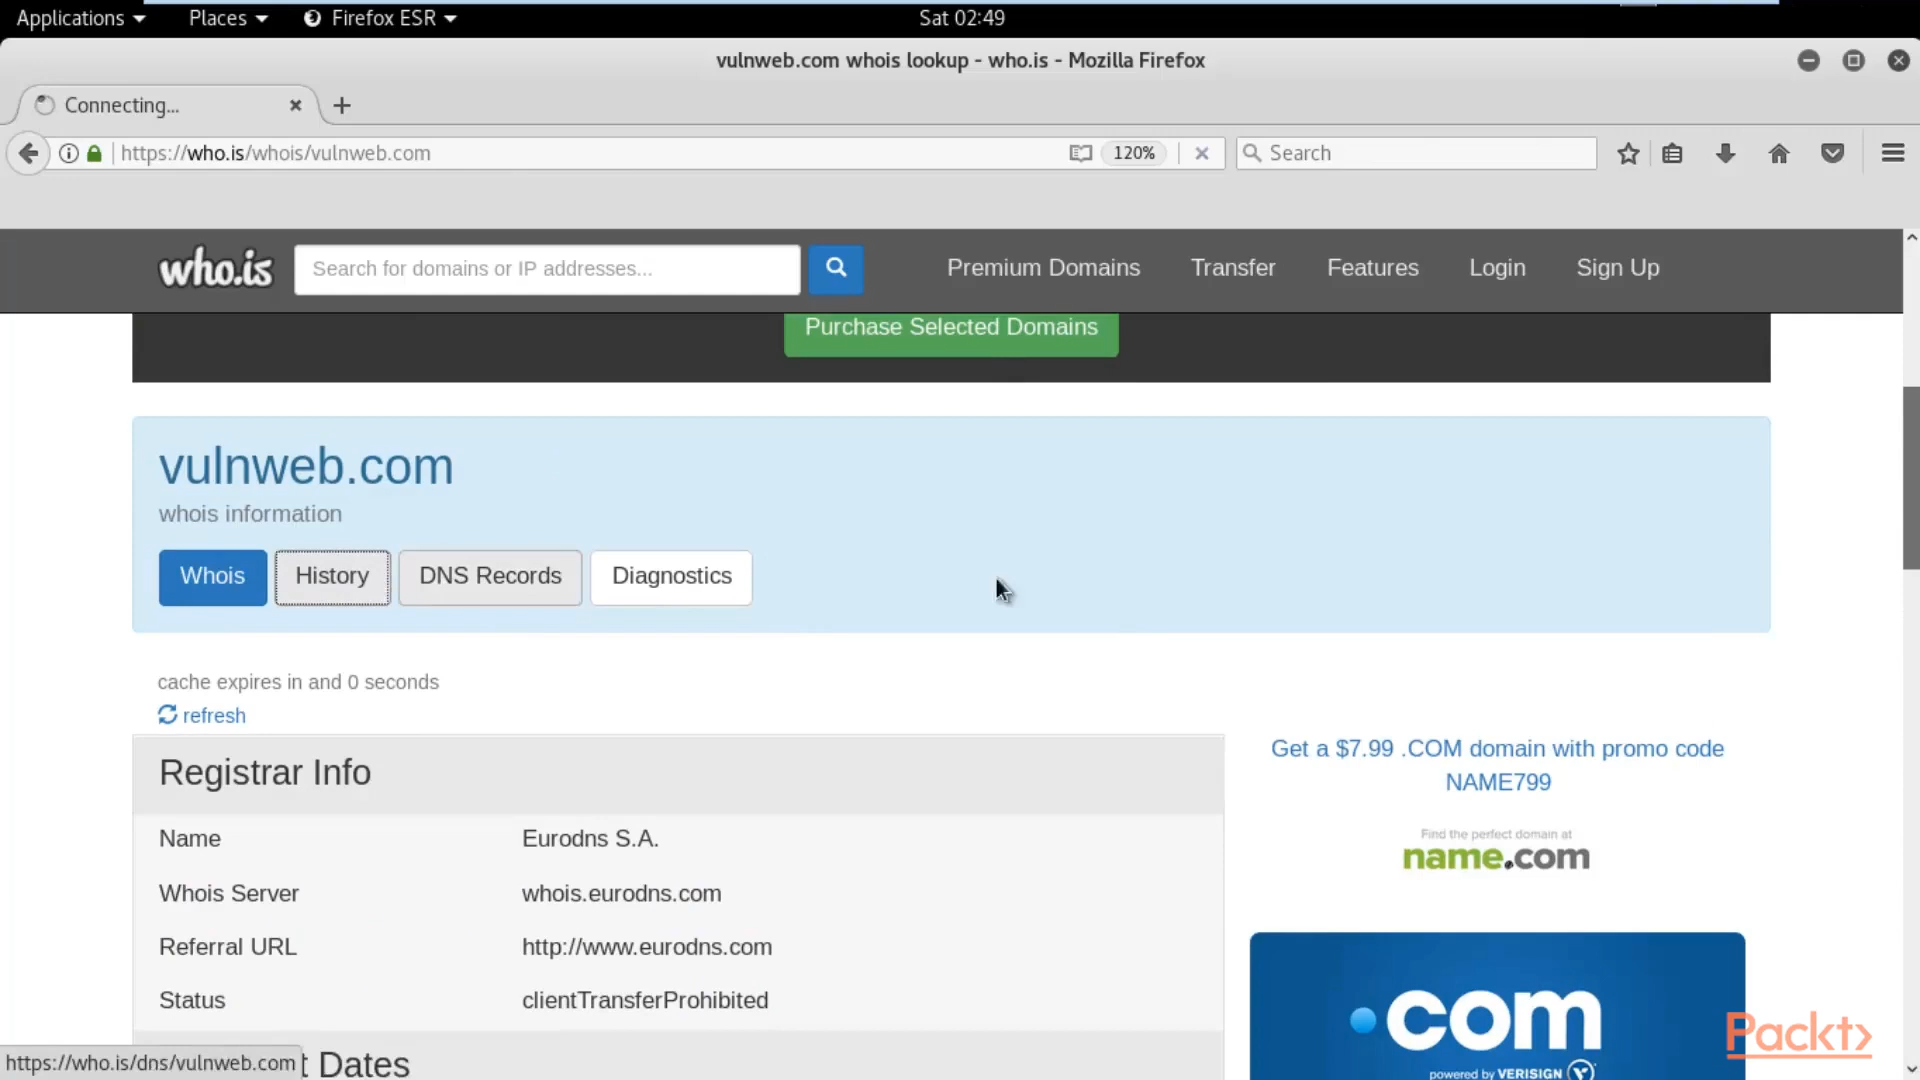 Applications Places Firefox ESR Sat 02:49
vulnweb.com whois lookup - who.is - Mozilla Firefox
Connecting...
https://who.is/whois/vulnweb.com 120% Search
who.is Search for domains or IP addresses... Premium Domains Transfer Features Login Sign Up
Purchase Selected Domains
vulnweb.com
whois information
Whois History DNS Records Diagnostics
cache expires in and 0 seconds
refresh
Registrar Info
Name Eurodns S.A.
Whois Server whois.eurodns.com
Referral URL http://www.eurodns.com
Status clientTransferProhibited
https://who.is/dns/vulnweb.com t Dates
Get a $7.99 .COM domain with promo code
NAME799
Find the perfect domain at
name.com
.com
powered by VERISIGN
Packt>